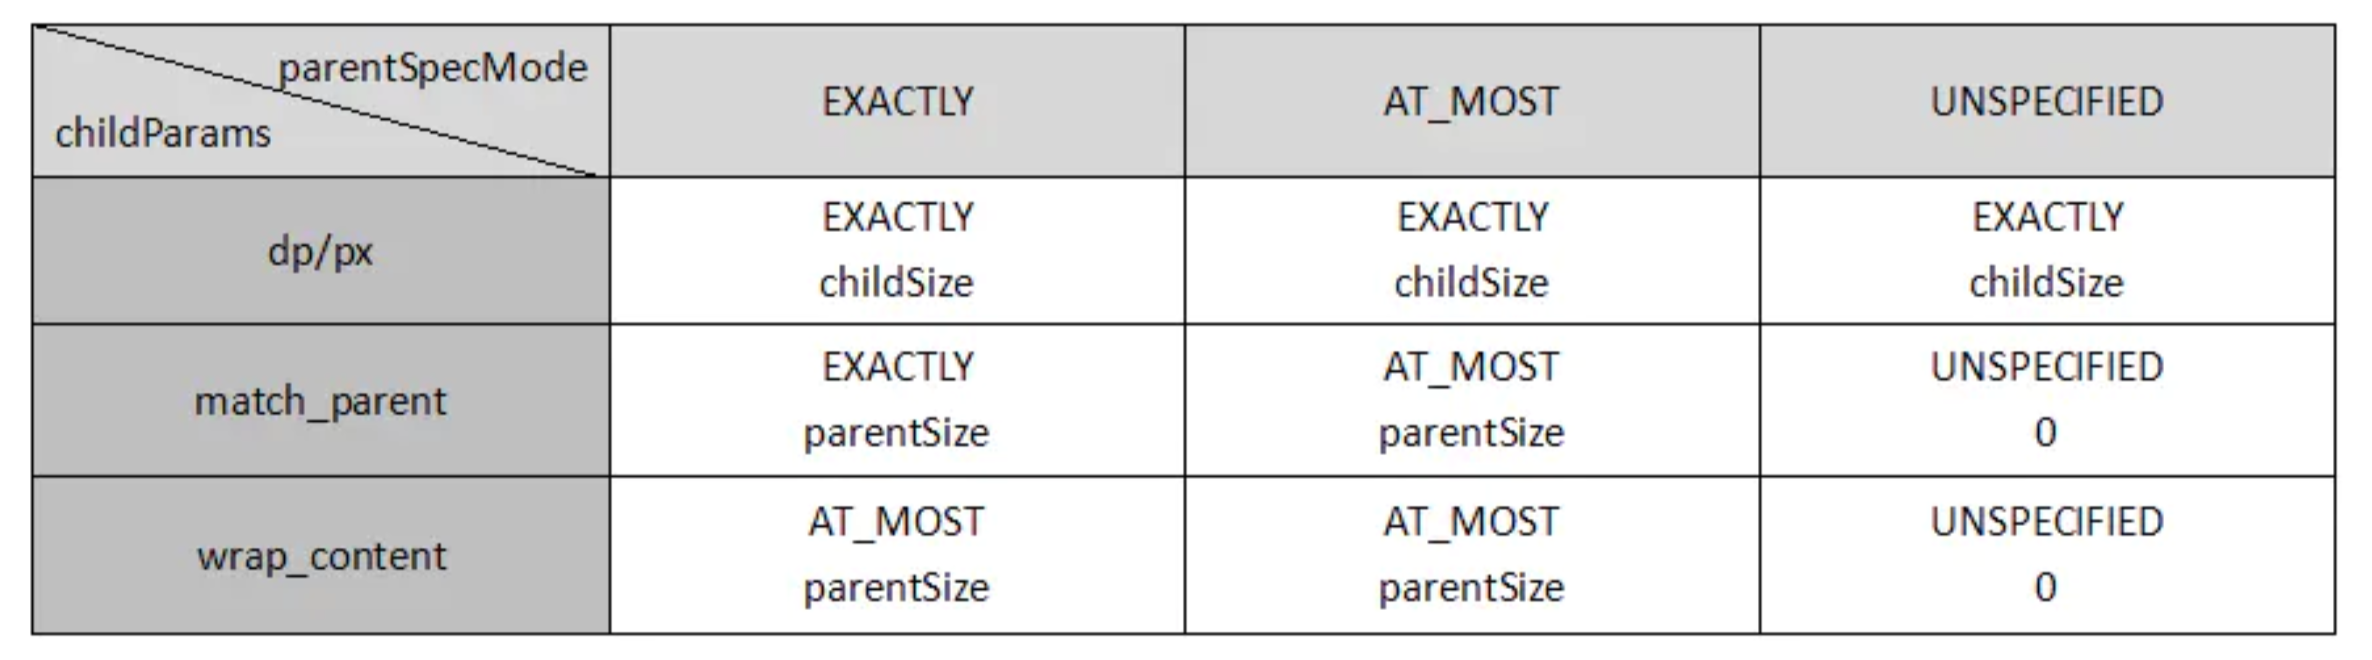 parentSpecMode
childParams
EXACTLY
AT_MOST
UNSPECIFIED
dp/px
EXACTLY
childSize
EXACTLY
childSize
EXACTLY
childSize
match_parent
EXACTLY
parentSize
AT_MOST
parentSize
UNSPECIFIED
0
wrap_content
AT_MOST
parentSize
AT_MOST
parentSize
UNSPECIFIED
0